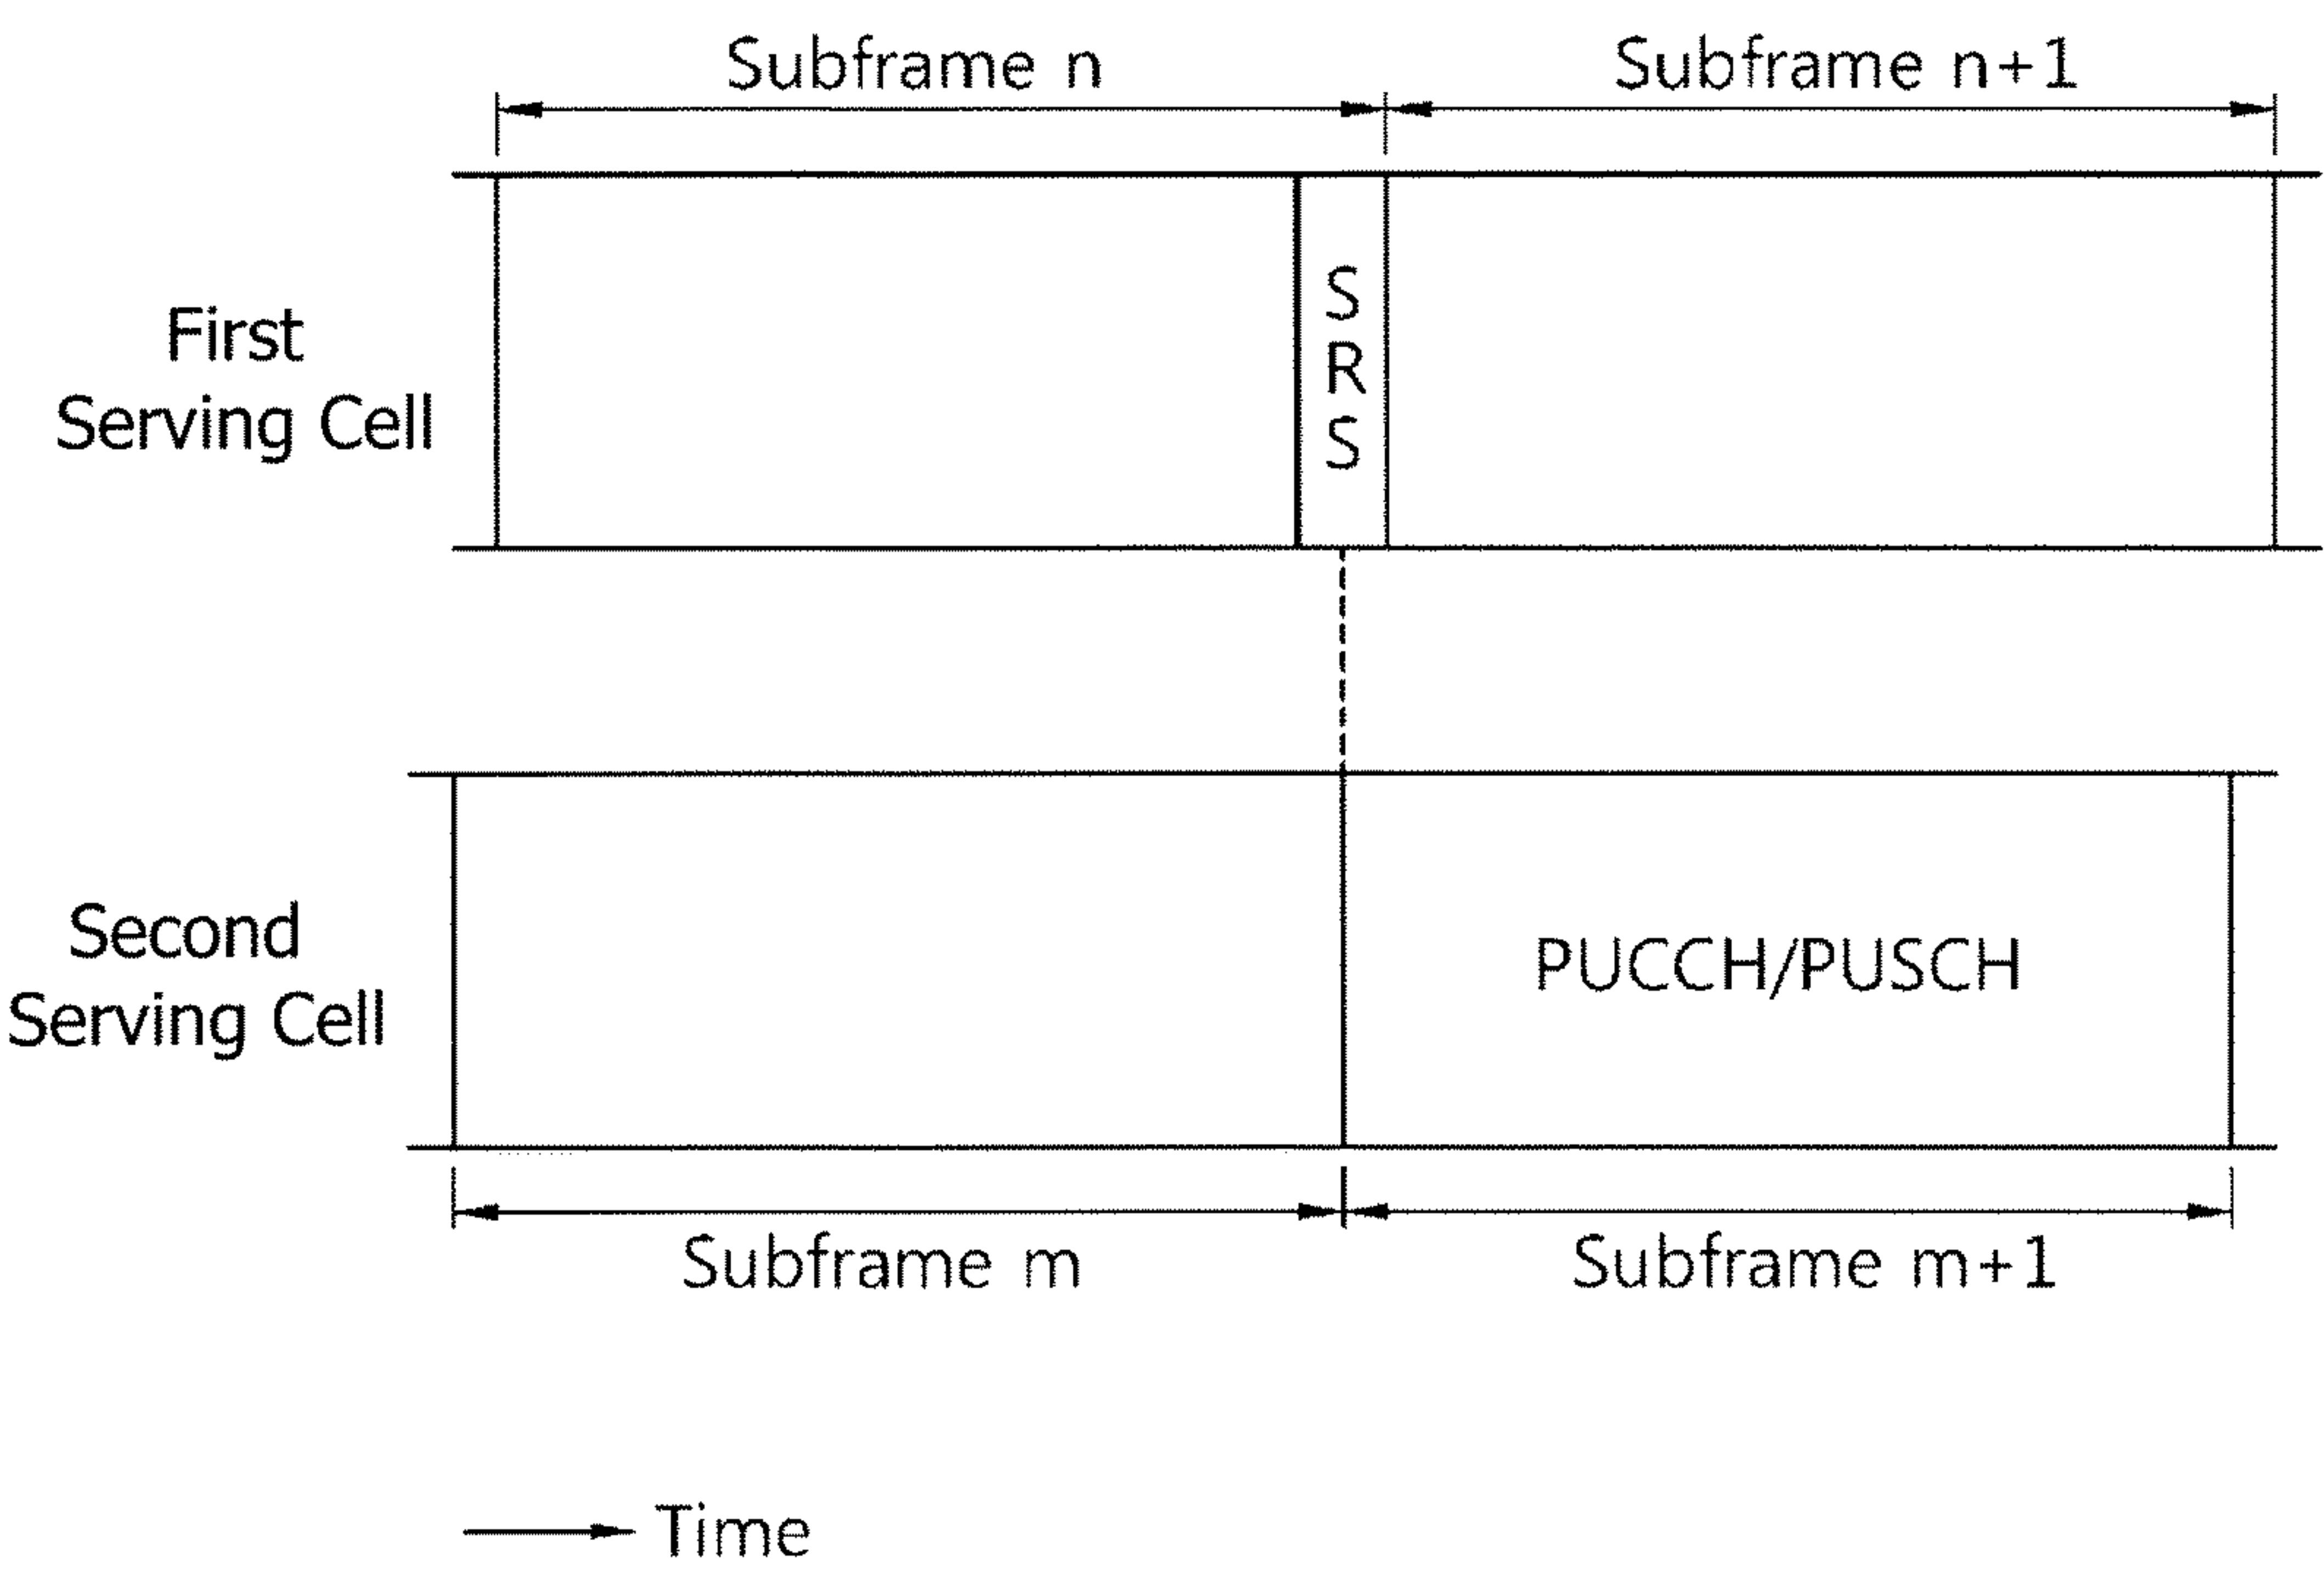 Subframe n
Subframe n+1
First
Serving Cell
S
R
S
Second
Serving Cell
PUCCH/PUSCH
Subframe m
Subframe m+1
Time